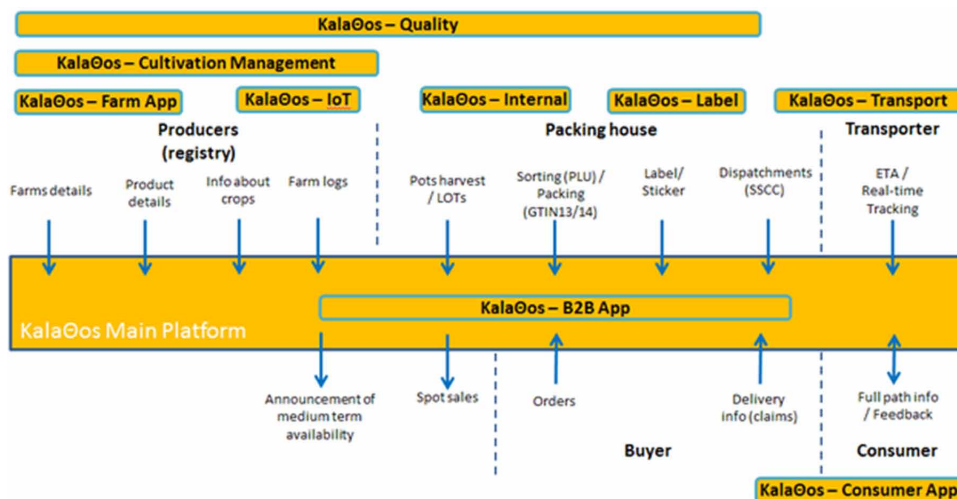 KalaΘos – Quality
KalaΘos – Cultivation Management
KalaΘos – Farm App
KalaΘos – IoT
KalaΘos – Internal
KalaΘos – Label
KalaΘos – Transport
Producers
(registry)
Packing house
Transporter
Farms details
Product
details
Info about
crops
Farm logs
Pots harvest
/ LOTs
Sorting (PLU) /
Packing
(GTIN13/14)
Label/
Sticker
Dispatchments
(SSCC)
ETA /
Real-time
Tracking
KalaΘos – B2B App
KalaΘos Main Platform
Announcement of
medium term
availability
Spot sales
Orders
Delivery
info (claims)
Full path info
/ Feedback
Buyer
Consumer
KalaΘos – Consumer App